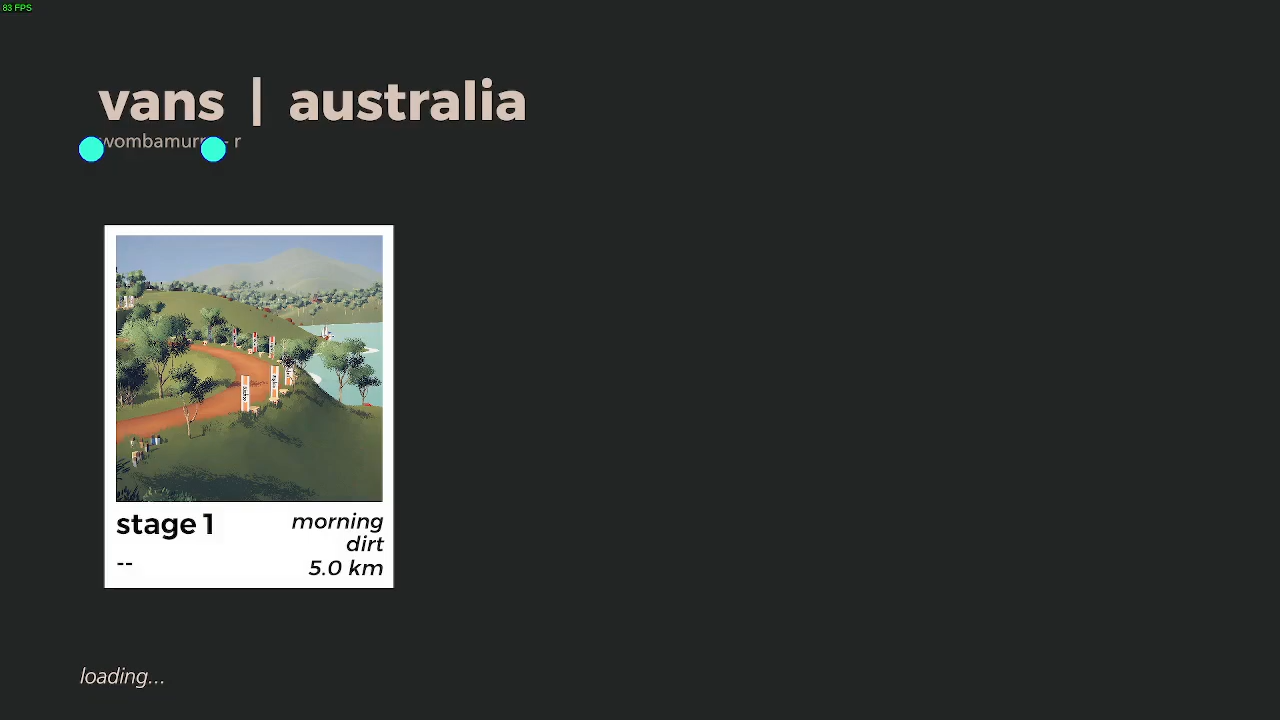 83 FPS
vans | australia
r
stage 1
morning
dirt
--
5.0 km
loading...